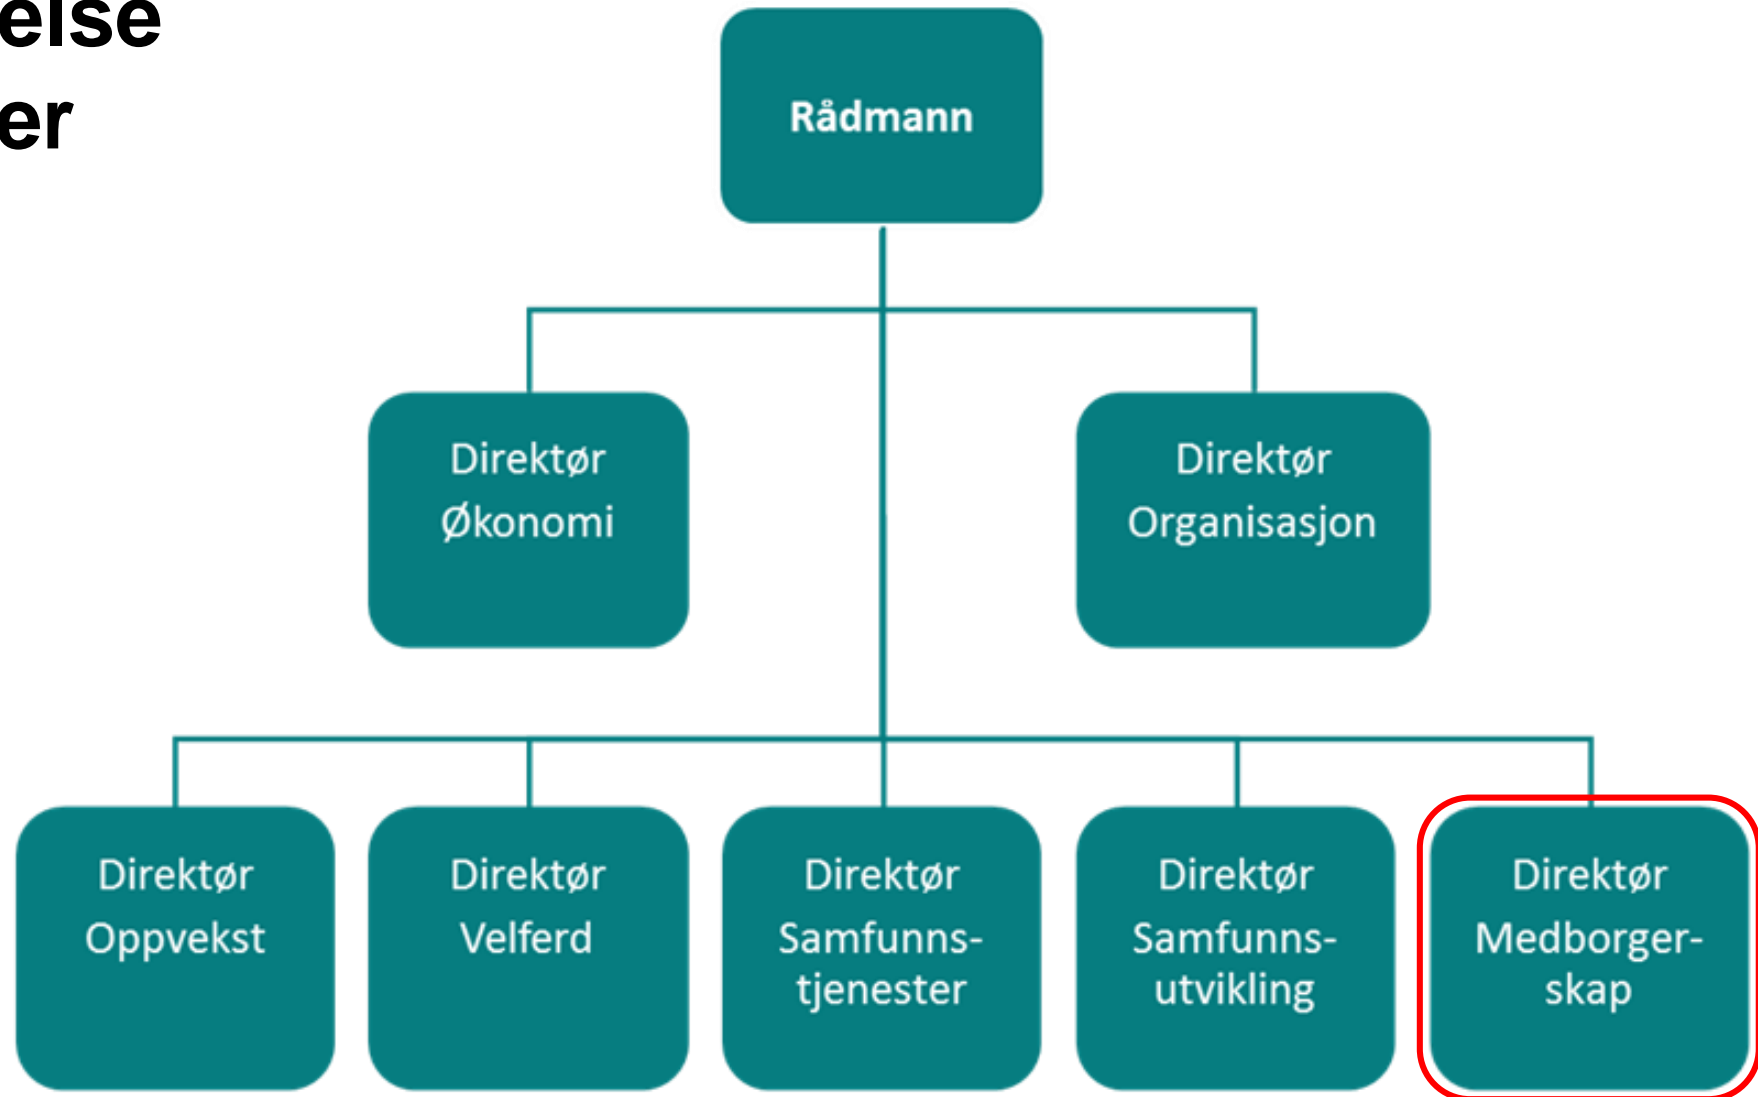 else
er
Rådmann
Direktør
Økonomi
Direktør
Organisasjon
Direktør
Oppvekst
Direktør
Velferd
Direktør
Samfunns-
tjenester
Direktør
Samfunns-
utvikling
Direktør
Medborger-
skap